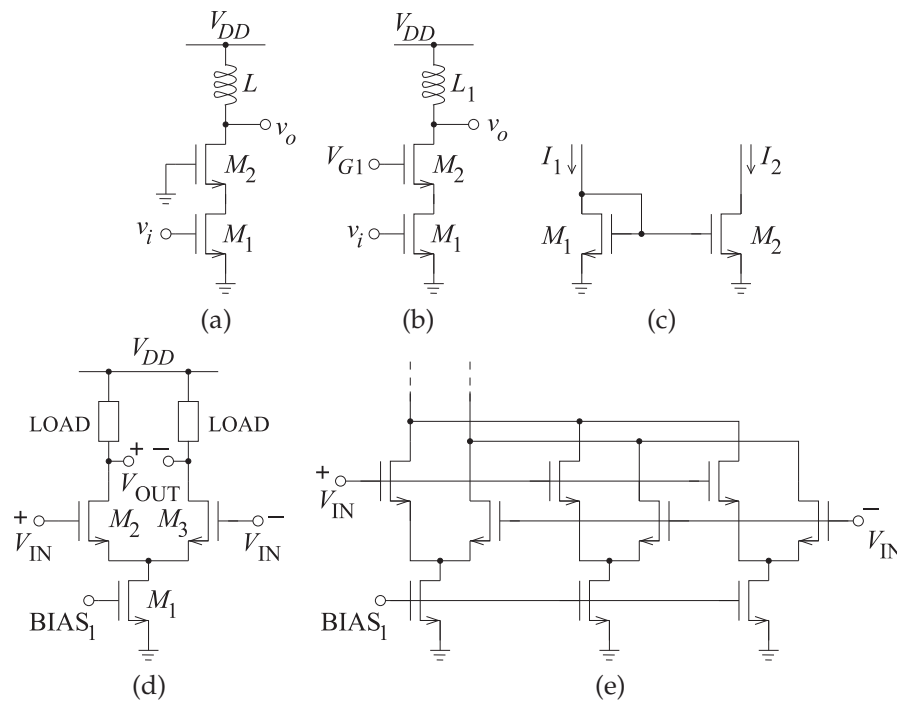 V_DD
L
v_o
M_2
v_i
M_1
(a)
V_DD
L_1
v_o
V_G1
M_2
v_i
M_1
(b)
I_1
I_2
M_1
M_2
(c)
V_DD
LOAD
LOAD
+ −
V_OUT
+
V_IN
M_2
M_3
−
V_IN
M_1
BIAS_1
(d)
+
V_IN
−
V_IN
BIAS_1
(e)